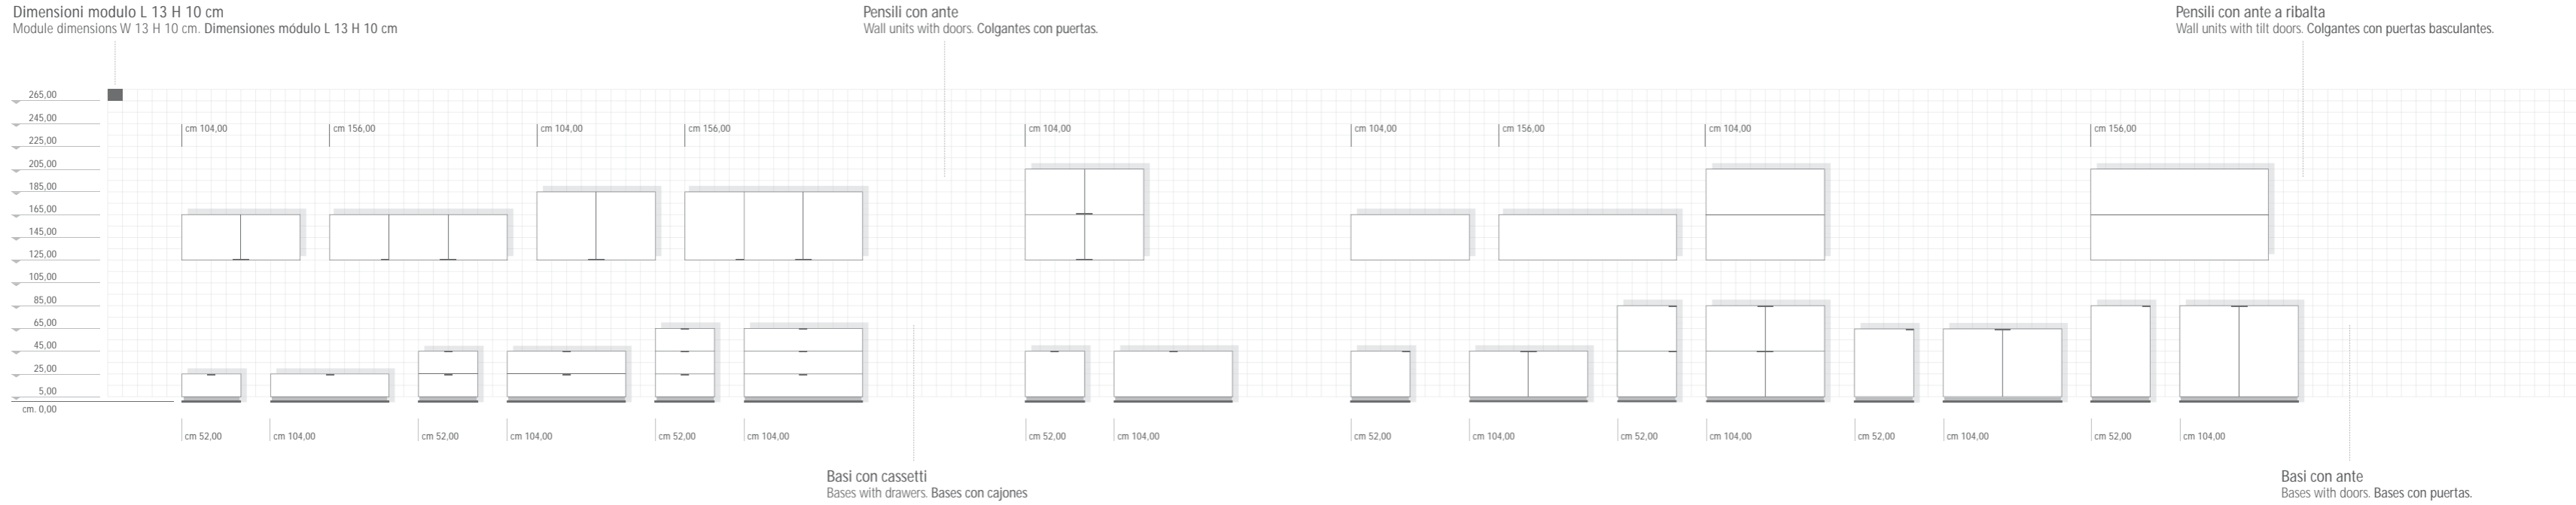 Dimensioni modulo L 13 H 10 cm
Module dimensions W 13 H 10 cm. Dimensiones módulo L 13 H 10 cm
Pensili con ante
Wall units with doors. Colgantes con puertas.
Pensili con ante a ribalta
Wall units with tilt doors. Colgantes con puertas basculantes.
265,00
245,00
225,00
205,00
185,00
165,00
145,00
125,00
105,00
85,00
65,00
45,00
25,00
5,00
cm. 0,00
cm 104,00
cm 156,00
cm 104,00
cm 156,00
cm 104,00
cm 104,00
cm 156,00
cm 104,00
cm 156,00
cm 52,00
cm 104,00
cm 52,00
cm 104,00
cm 52,00
cm 104,00
cm 52,00
cm 104,00
cm 52,00
cm 104,00
cm 52,00
cm 104,00
cm 52,00
cm 104,00
cm 52,00
cm 104,00
Basi con cassetti
Bases with drawers. Bases con cajones
Basi con ante
Bases with doors. Bases con puertas.